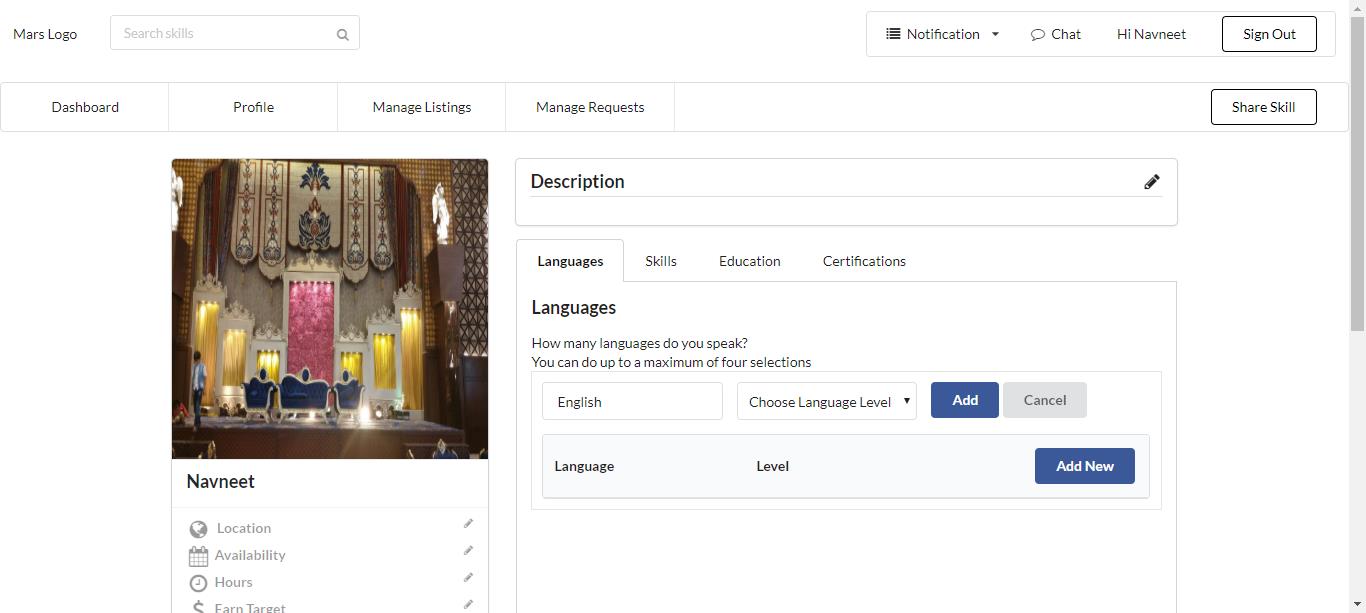 Mars Logo
Search skills
Notification
Chat
Hi Navneet
Sign Out
Dashboard
Profile
Manage Listings
Manage Requests
Share Skill
Description
Languages
Skills
Education
Certifications
Languages
How many languages do you speak?
You can do up to a maximum of four selections
English
Choose Language Level
Add
Cancel
Language
Level
Add New
Navneet
Location
Availability
Hours
Earn Target